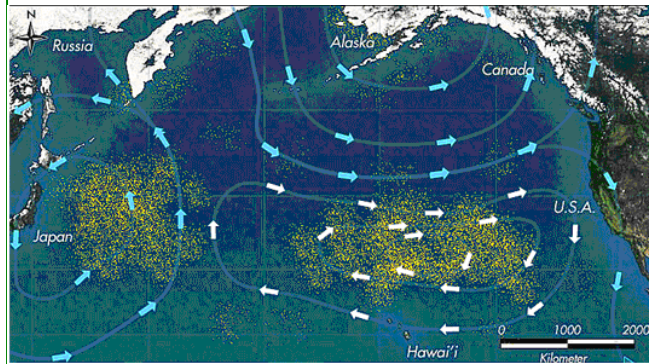 N
Russia
Alaska
Canada
U.S.A.
Japan
0 1000 2000
Kilometer
Hawai'i